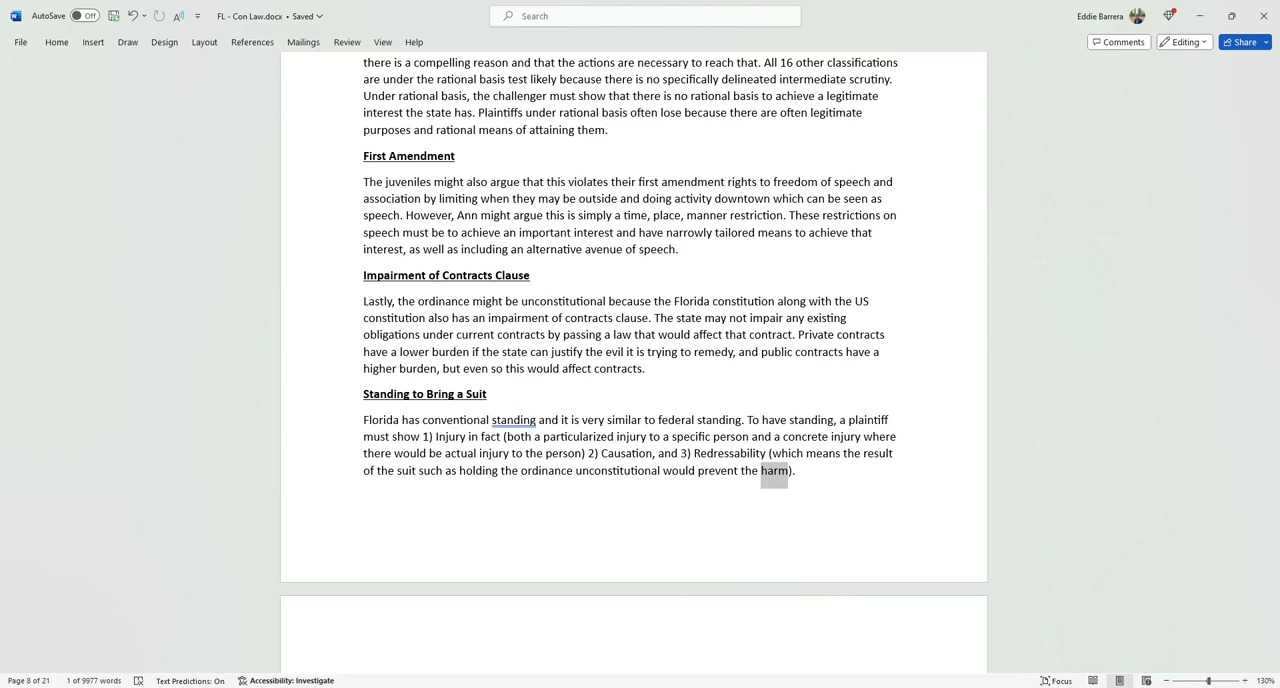 AutoSave Off FL - Con Law.docx • Saved Search Eddie Barrera
File Home Insert Draw Design Layout References Mailings Review View Help Comments Editing Share
there is a compelling reason and that the actions are necessary to reach that. All 16 other classifications
are under the rational basis test likely because there is no specifically delineated intermediate scrutiny.
Under rational basis, the challenger must show that there is no rational basis to achieve a legitimate
interest the state has. Plaintiffs under rational basis often lose because there are often legitimate
purposes and rational means of attaining them.
First Amendment
The juveniles might also argue that this violates their first amendment rights to freedom of speech and
association by limiting when they may be outside and doing activity downtown which can be seen as
speech. However, Ann might argue this is simply a time, place, manner restriction. These restrictions on
speech must be to achieve an important interest and have narrowly tailored means to achieve that
interest, as well as including an alternative avenue of speech.
Impairment of Contracts Clause
Lastly, the ordinance might be unconstitutional because the Florida constitution along with the US
constitution also has an impairment of contracts clause. The state may not impair any existing
obligations under current contracts by passing a law that would affect that contract. Private contracts
have a lower burden if the state can justify the evil it is trying to remedy, and public contracts have a
higher burden, but even so this would affect contracts.
Standing to Bring a Suit
Florida has conventional standing and it is very similar to federal standing. To have standing, a plaintiff
must show 1) Injury in fact (both a particularized injury to a specific person and a concrete injury where
there would be actual injury to the person) 2) Causation, and 3) Redressability (which means the result
of the suit such as holding the ordinance unconstitutional would prevent the harm).
Page 8 of 21 1 of 9977 words Text Predictions: On Accessibility: Investigate Focus 130%